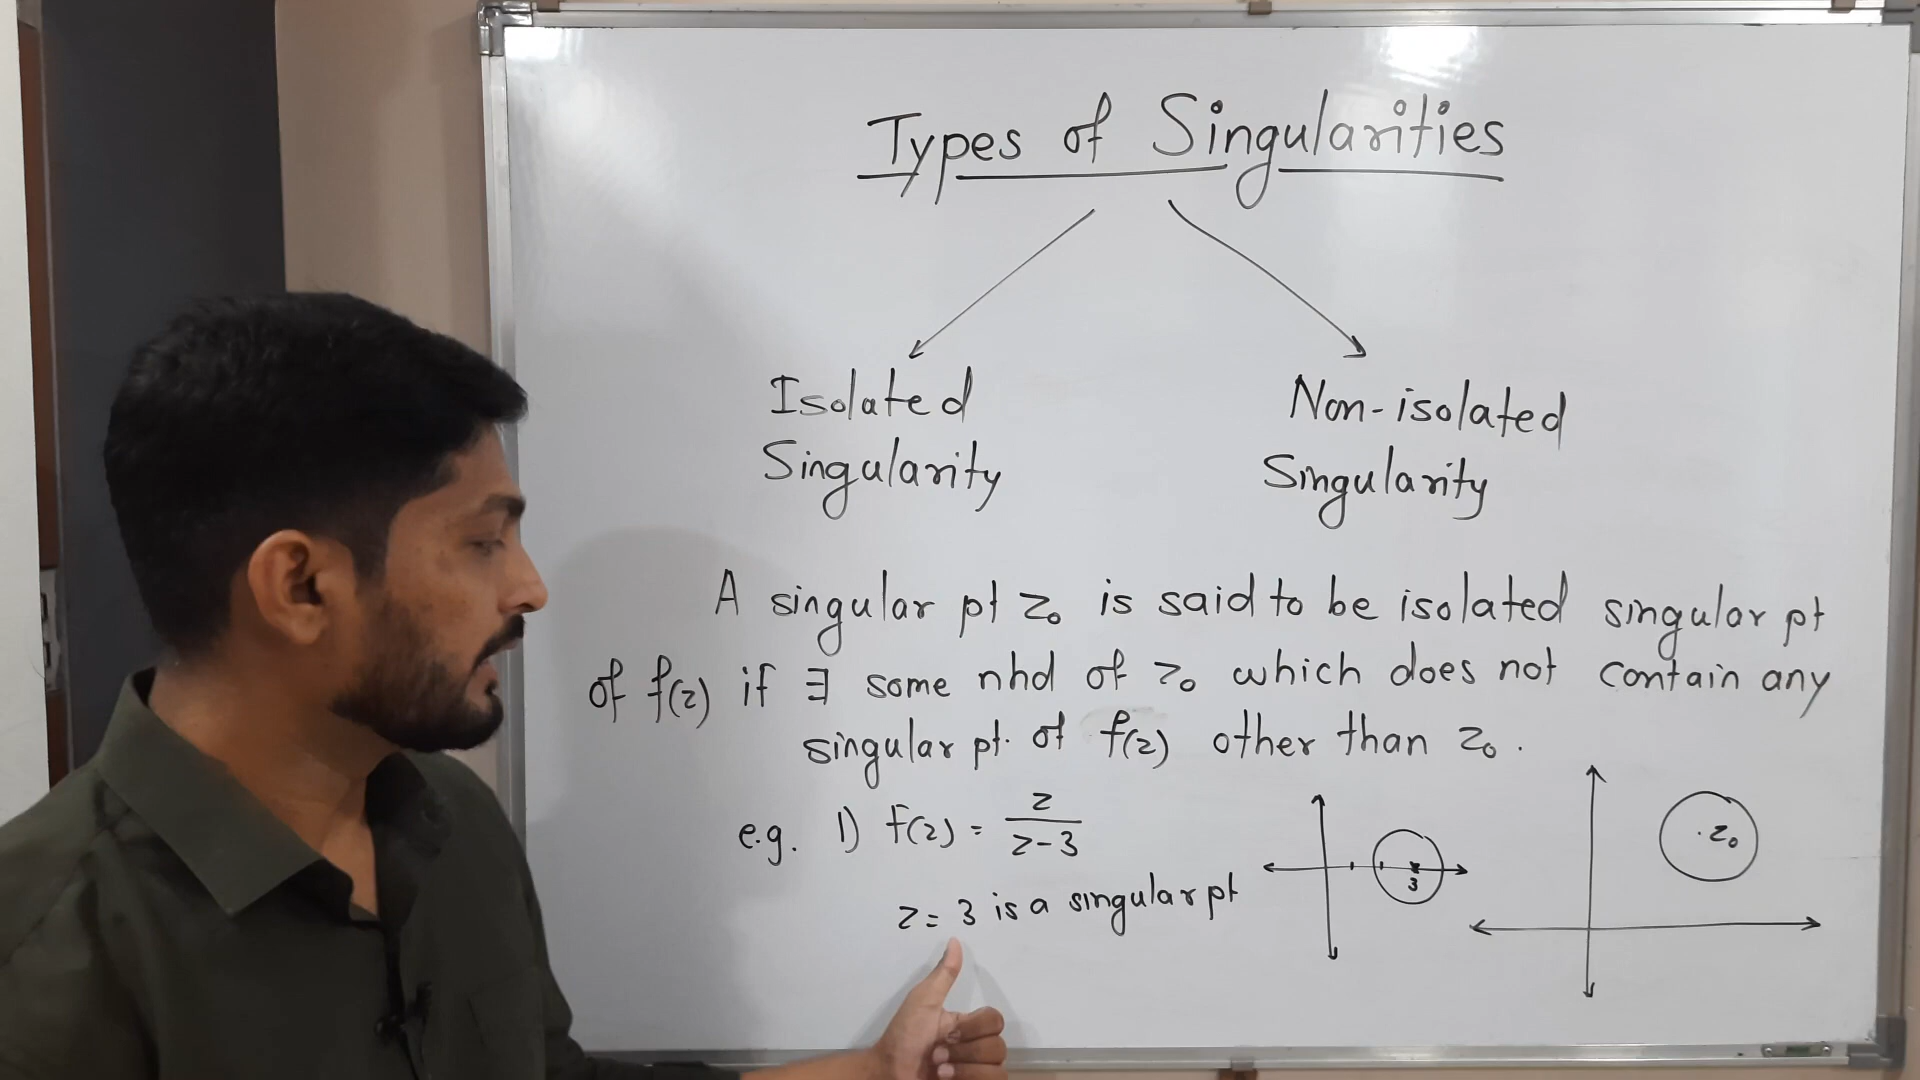 Types of Singularities
Isolated
Singularity
Non-isolated
Singularity
A singular pt z₀ is said to be isolated singular pt
of f(z) if ∃ some nhd of z₀ which does not contain any
singular pt. of f(z) other than z₀.
e.g. 1) f(z) = z/(z-3)
z = 3 is a singular pt
3
z₀